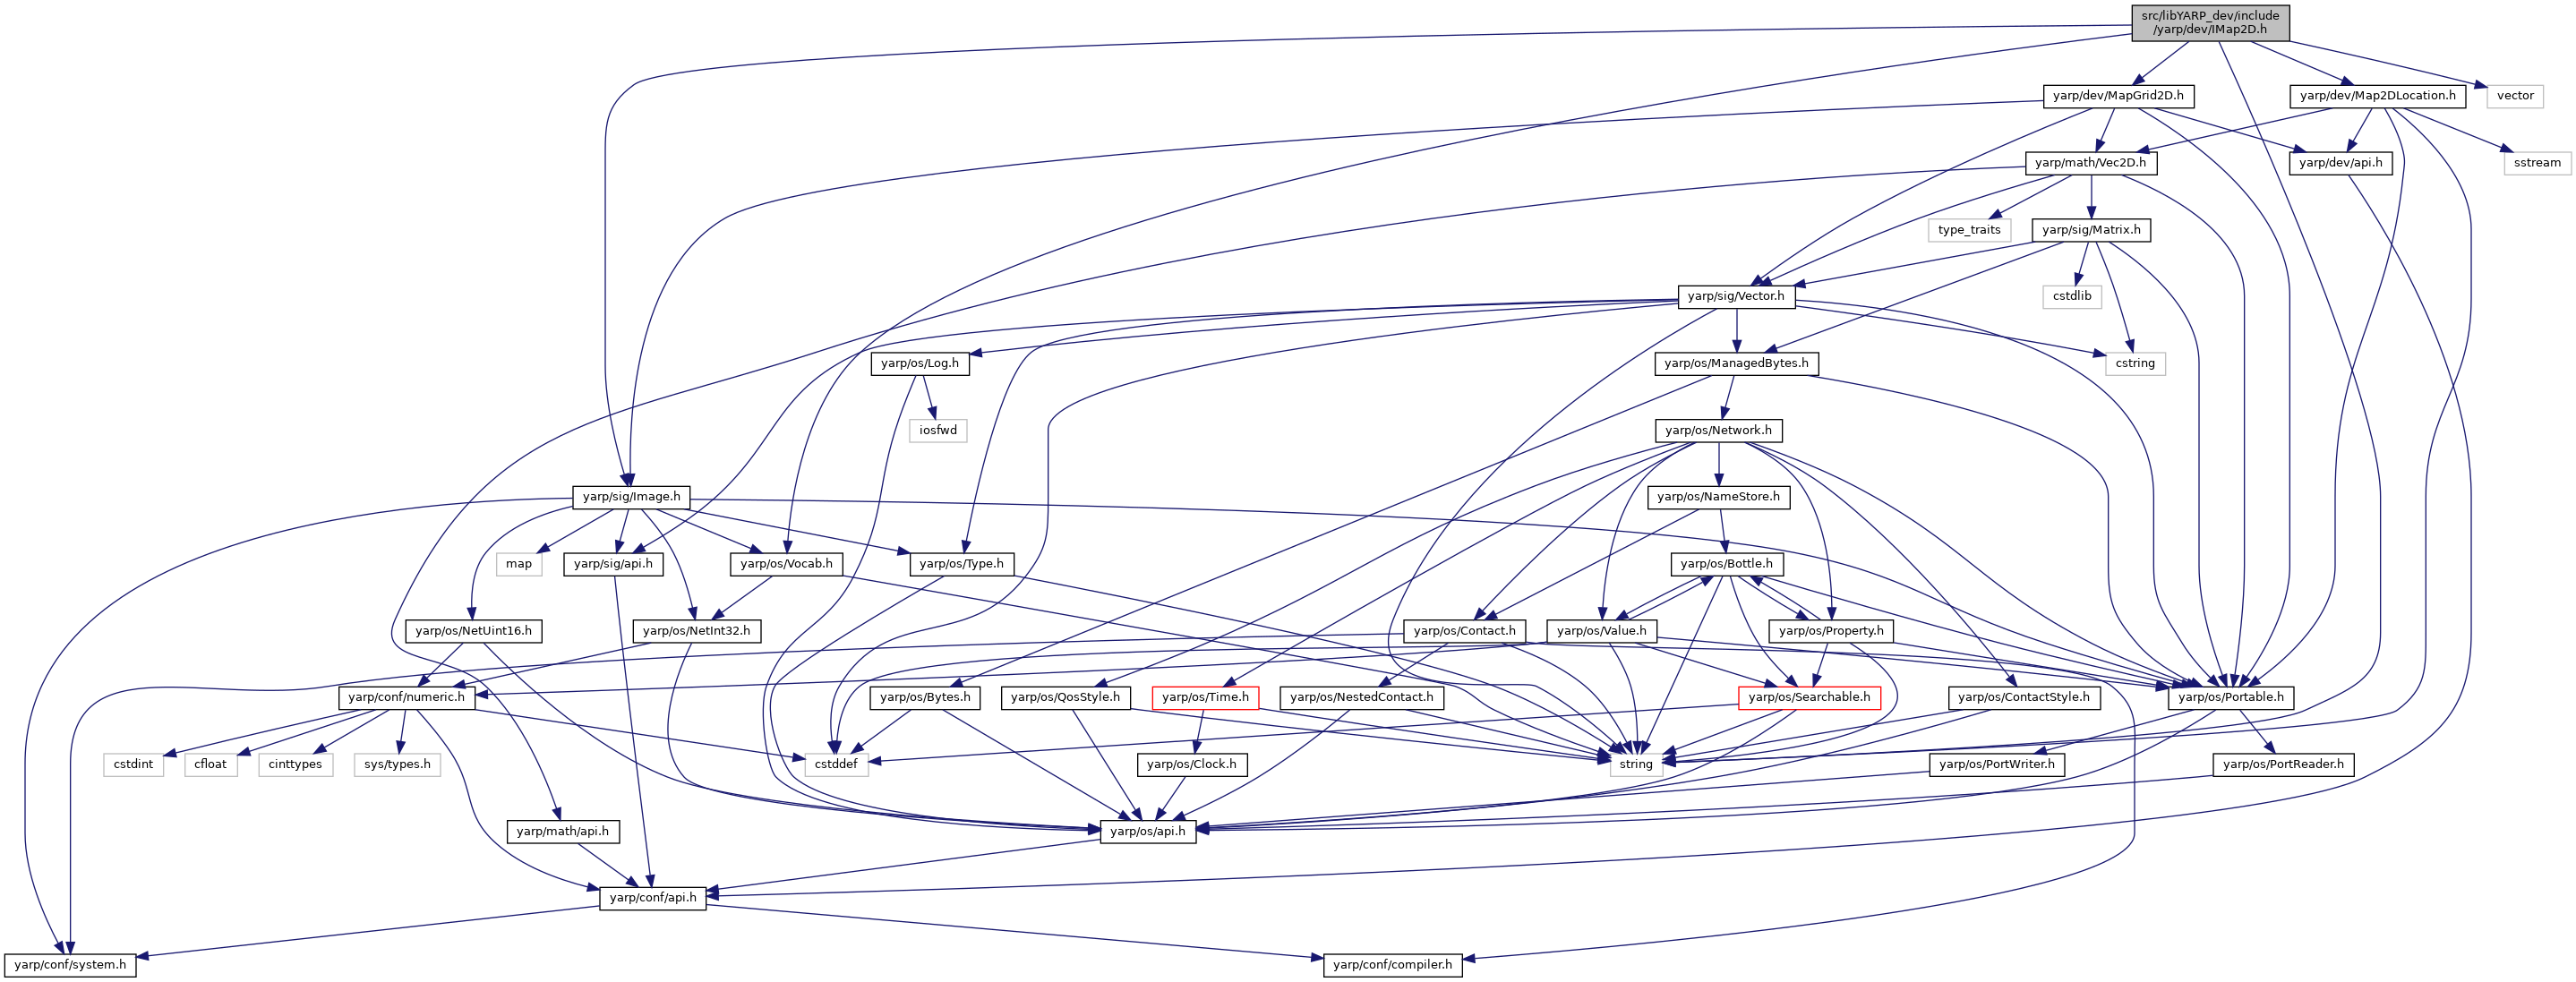 src/libYARP_dev/include
/yarp/dev/IMap2D.h
yarp/dev/MapGrid2D.h
yarp/dev/Map2DLocation.h
vector
yarp/math/Vec2D.h
yarp/dev/api.h
sstream
type_traits
yarp/sig/Matrix.h
yarp/sig/Vector.h
cstdlib
yarp/os/Log.h
yarp/os/ManagedBytes.h
cstring
iosfwd
yarp/os/Network.h
yarp/sig/Image.h
yarp/os/NameStore.h
map
yarp/sig/api.h
yarp/os/Vocab.h
yarp/os/Type.h
yarp/os/Bottle.h
yarp/os/NetUint16.h
yarp/os/NetInt32.h
yarp/os/Contact.h
yarp/os/Value.h
yarp/os/Property.h
yarp/conf/numeric.h
yarp/os/Bytes.h
yarp/os/QosStyle.h
yarp/os/Time.h
yarp/os/NestedContact.h
yarp/os/Searchable.h
yarp/os/ContactStyle.h
yarp/os/Portable.h
cstdint
cfloat
cinttypes
sys/types.h
cstddef
yarp/os/Clock.h
string
yarp/os/PortWriter.h
yarp/os/PortReader.h
yarp/math/api.h
yarp/os/api.h
yarp/conf/api.h
yarp/conf/system.h
yarp/conf/compiler.h